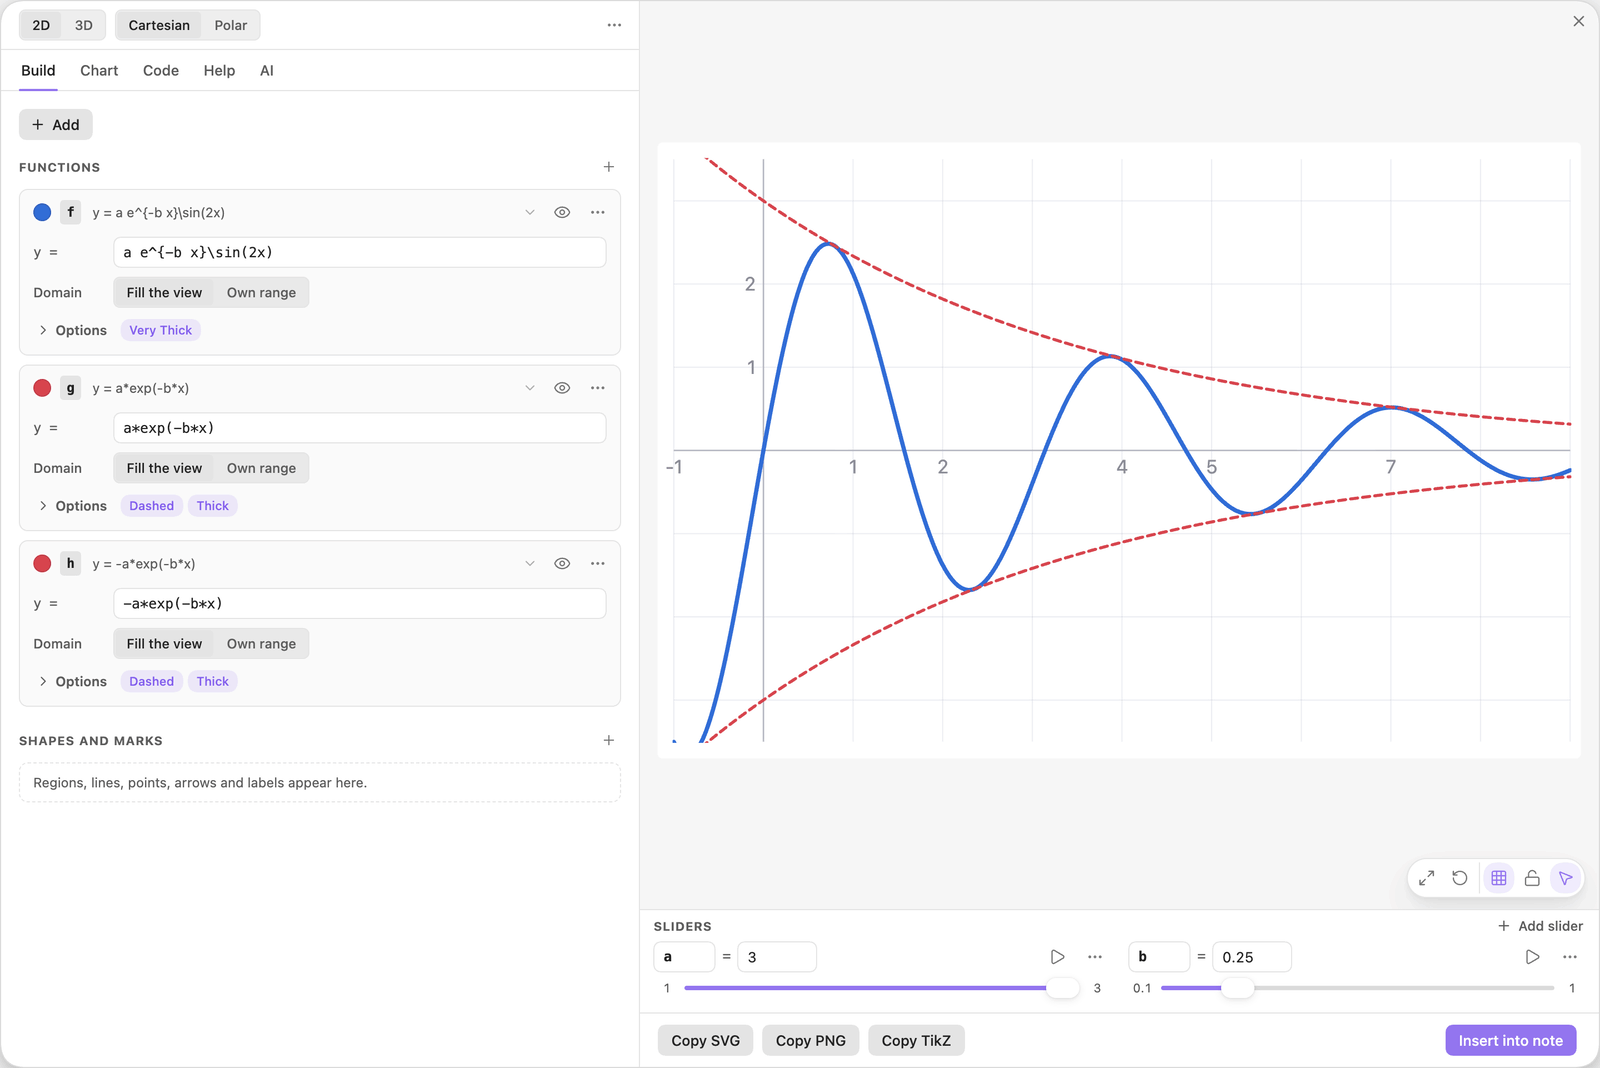 2D 3D Cartesian Polar
Build Chart Code Help AI
+ Add
FUNCTIONS
f y = a e^{-b x}\sin(2x)
y = a e^{-b x}\sin(2x)
Domain Fill the view Own range
Options Very Thick
g y = a*exp(-b*x)
y = a*exp(-b*x)
Domain Fill the view Own range
Options Dashed Thick
h y = -a*exp(-b*x)
y = -a*exp(-b*x)
Domain Fill the view Own range
Options Dashed Thick
SHAPES AND MARKS
Regions, lines, points, arrows and labels appear here.
2
1
-1 1 2 4 5 7
SLIDERS + Add slider
a = 3 b = 0.25
1 3 0.1 1
Copy SVG Copy PNG Copy TikZ Insert into note